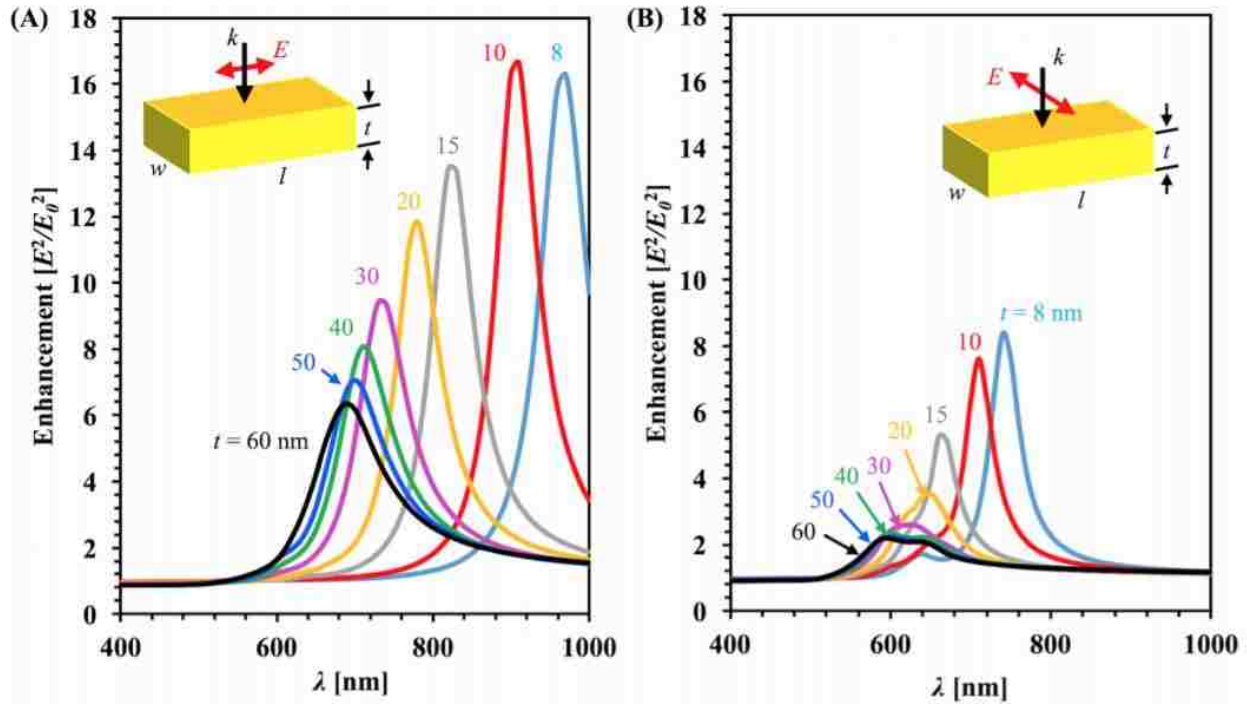 (A)
18
16
14
12
10
8
6
4
2
0
400
600
800
1000
Enhancement [E²/E₀²]
λ [nm]
k
E
w
l
t
10
8
15
20
30
40
50
t = 60 nm
(B)
18
16
14
12
10
8
6
4
2
0
400
600
800
1000
Enhancement [E²/E₀²]
λ [nm]
k
E
w
l
t
t = 8 nm
10
15
20
30
40
50
60